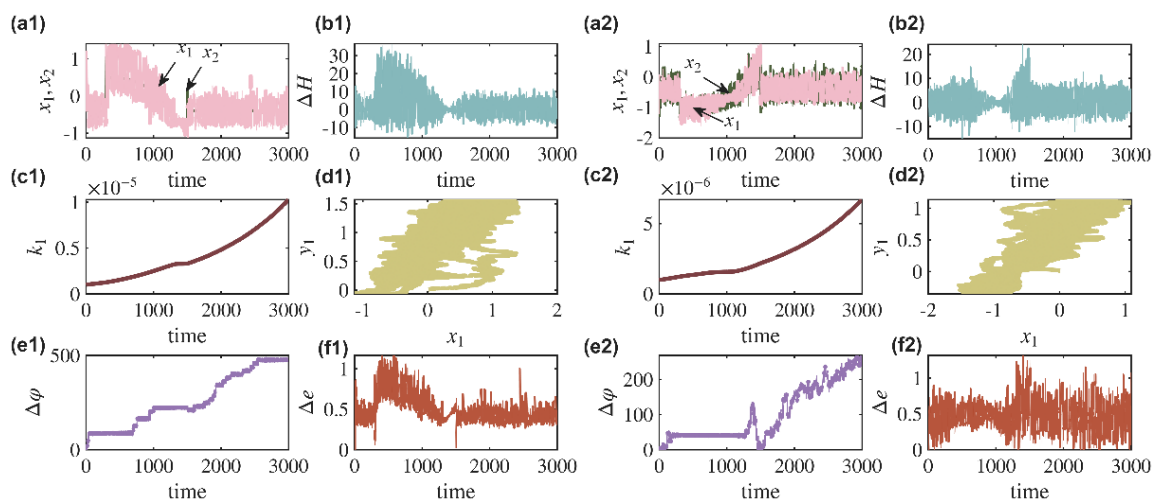 (a1) (b1) (a2) (b2)
x₁, x₂ 1 0 -1 x₁ x₂ 0 1000 2000 3000 time
ΔH 30 20 10 0 -10 0 1000 2000 3000 time
x₁, x₂ 1 0 -1 -2 x₂ x₁ 0 1000 2000 3000 time
ΔH 20 10 0 -10 0 1000 2000 3000 time
(c1) (d1) (c2) (d2)
×10⁻⁵ k₁ 1 0.5 0 0 1000 2000 3000 time
y₁ 1.5 1 0.5 0 -1 0 1 2 x₁
×10⁻⁶ k₁ 5 0 0 1000 2000 3000 time
y₁ 1 0.5 0 -2 -1 0 1 x₁
(e1) (f1) (e2) (f2)
Δφ 500 0 0 1000 2000 3000 time
Δe 1 0.5 0 0 1000 2000 3000 time
Δφ 200 100 0 0 1000 2000 3000 time
Δe 1 0.5 0 0 1000 2000 3000 time